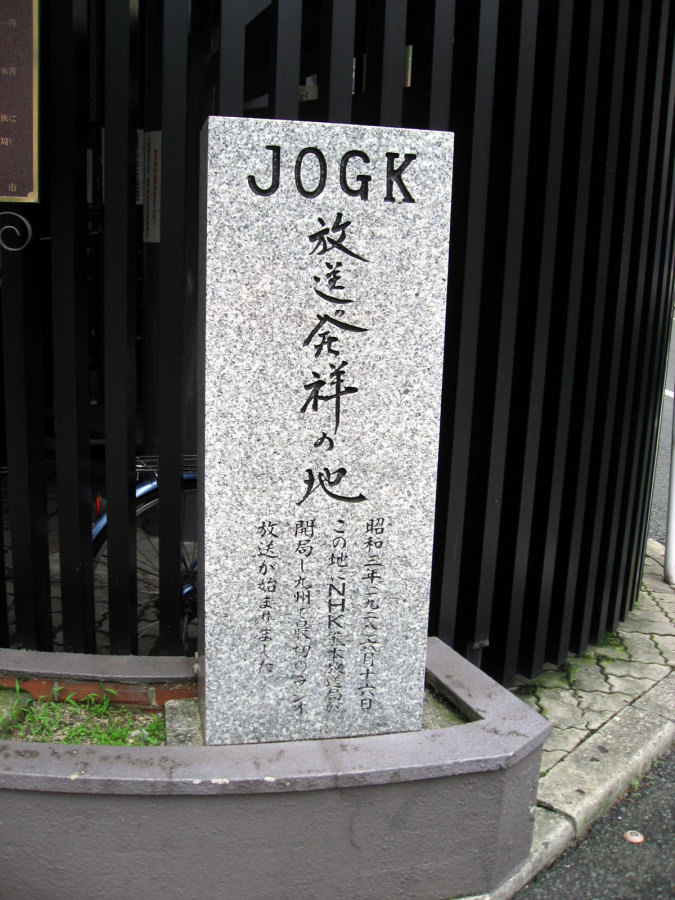 JOGK
放送発祥の地
昭和三年(一九二八)六月十六日
この地にNHK熊本放送局が
開局し九州で最初のラジオ
放送が始まりました